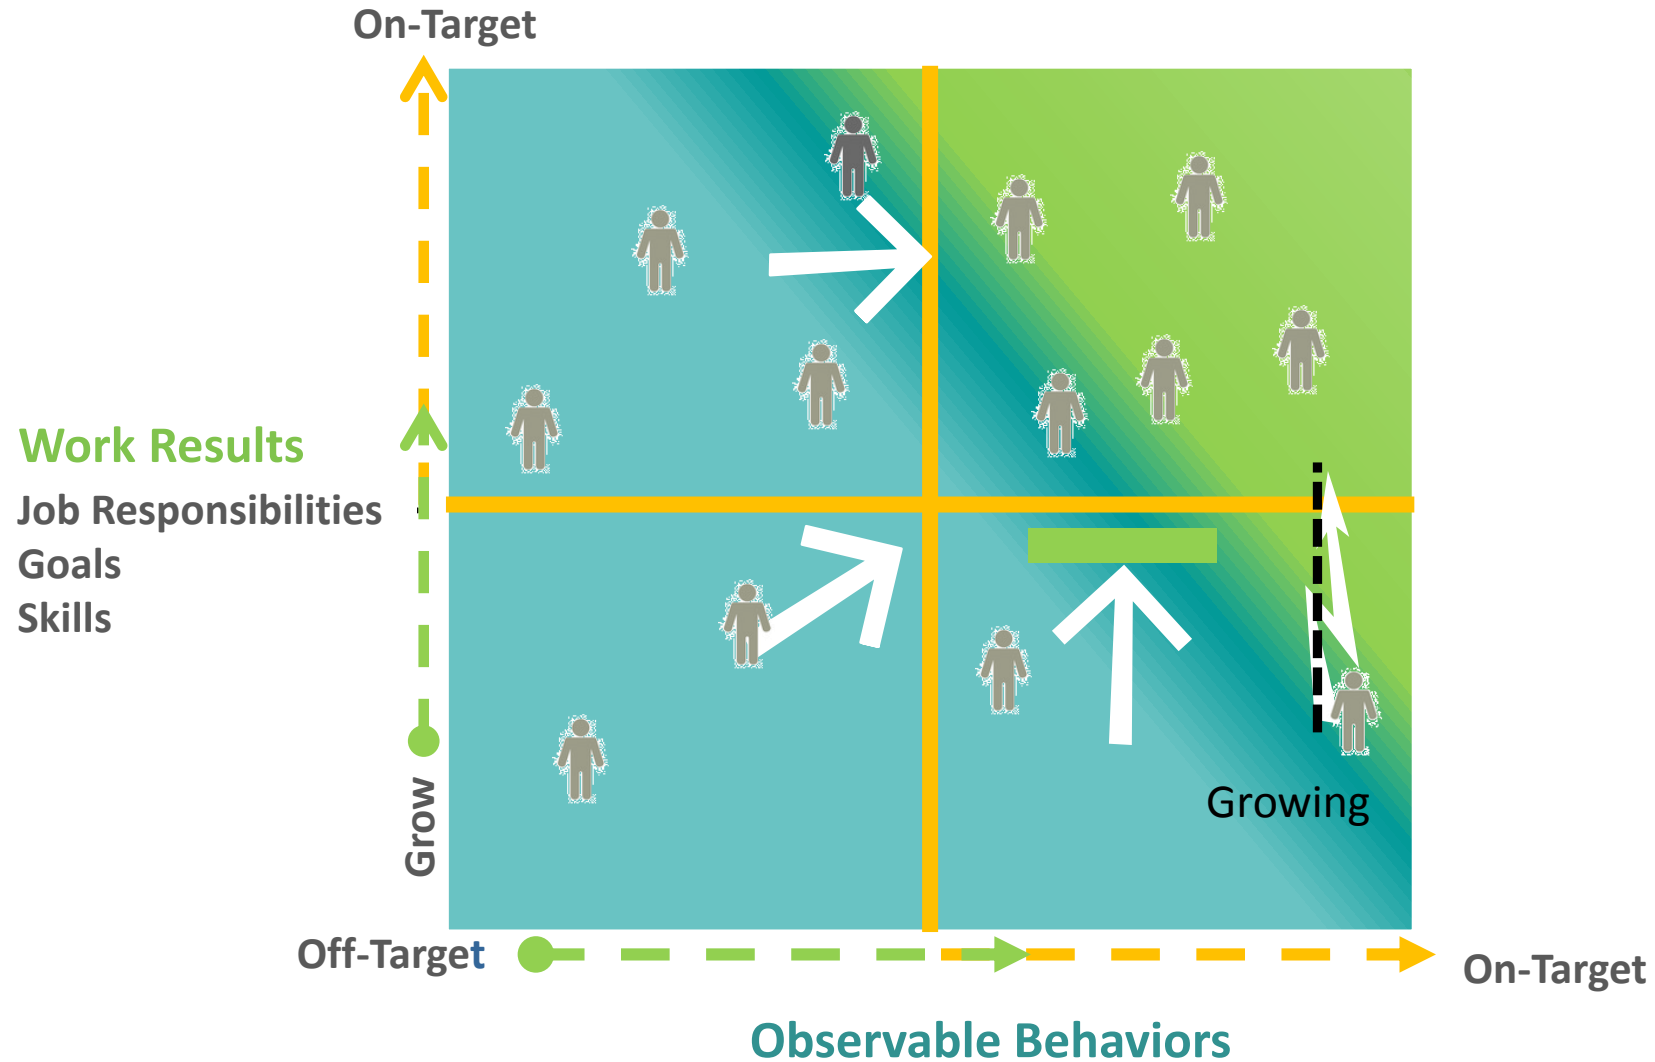 On-Target
Work Results
Job Responsibilities
Goals
Skills
Grow
Growing
Off-Target
On-Target
Observable Behaviors